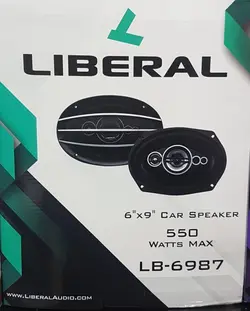 LIBERAL
6"x9" CAR SPEAKER
550
WATTS MAX
LB-6987
WWW.LIBERALAUDIO.COM